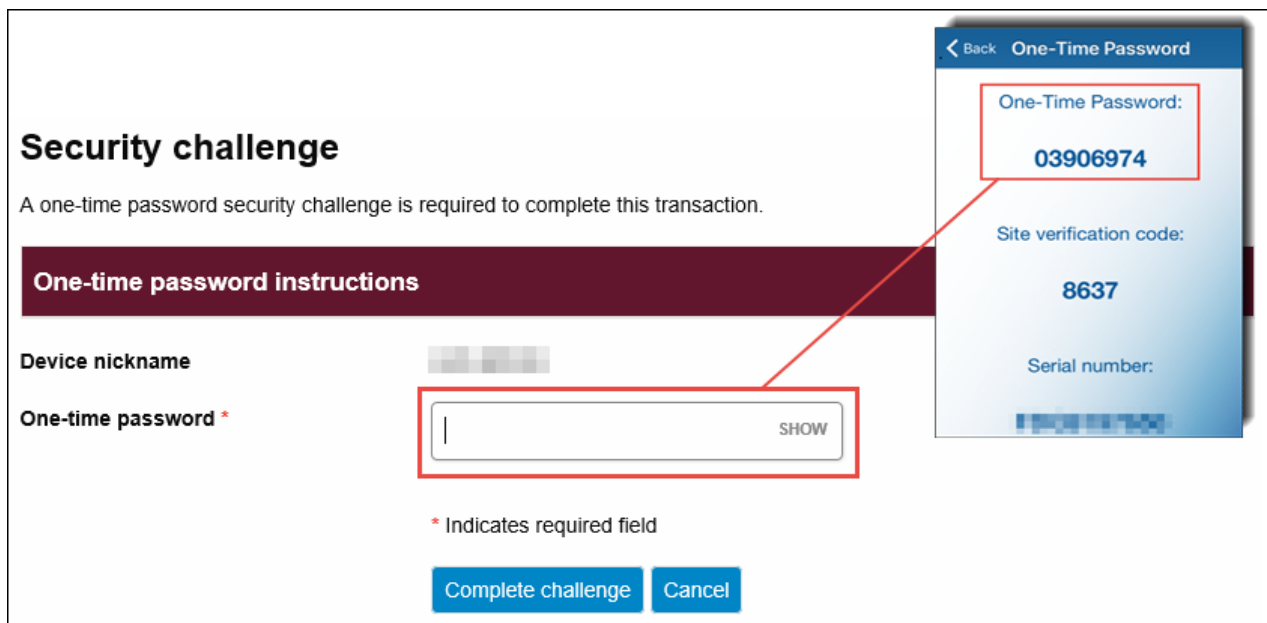 Back One-Time Password
One-Time Password:
03906974
Site verification code:
8637
Serial number:
Security challenge
A one-time password security challenge is required to complete this transaction.
One-time password instructions
Device nickname
One-time password *
SHOW
* Indicates required field
Complete challenge
Cancel